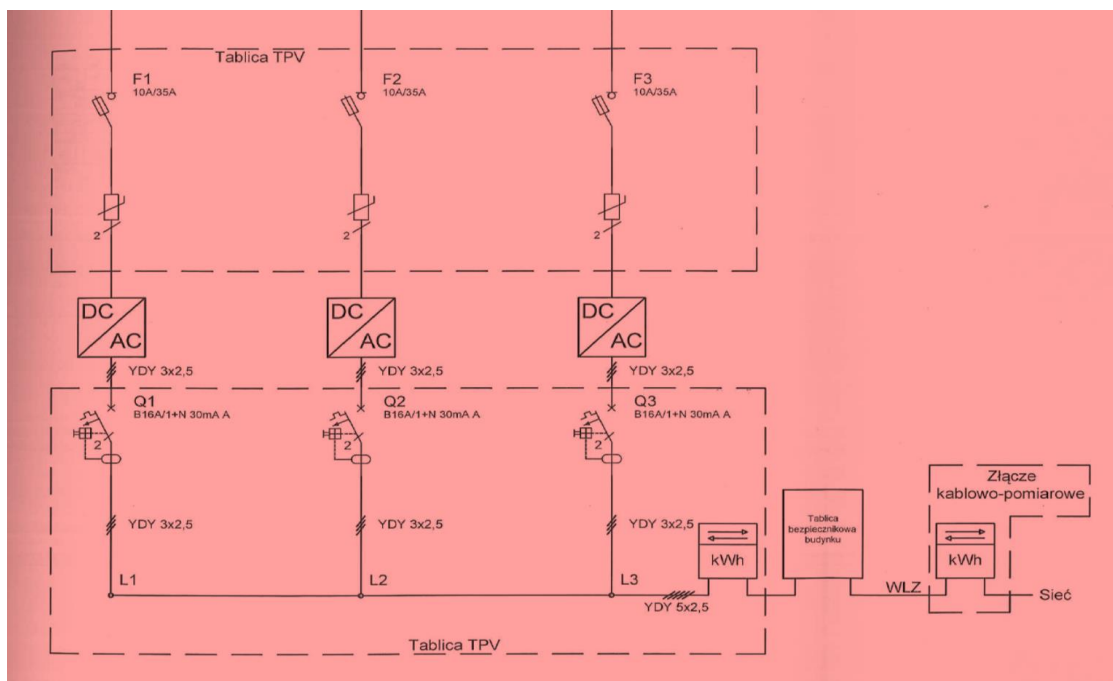 Tablica TPV
F1
10A/35A
F2
10A/35A
F3
10A/35A
2
2
2
DC
AC
DC
AC
DC
AC
YDY 3x2,5
YDY 3x2,5
YDY 3x2,5
Q1
B16A/1+N 30mA A
Q2
B16A/1+N 30mA A
Q3
B16A/1+N 30mA A
2
2
2
YDY 3x2,5
YDY 3x2,5
YDY 3x2,5
L1
L2
L3
YDY 5x2,5
kWh
Tablica
bezpiecznikowa
budynku
WLZ
Złącze
kablowo-pomiarowe
kWh
Sieć
Tablica TPV